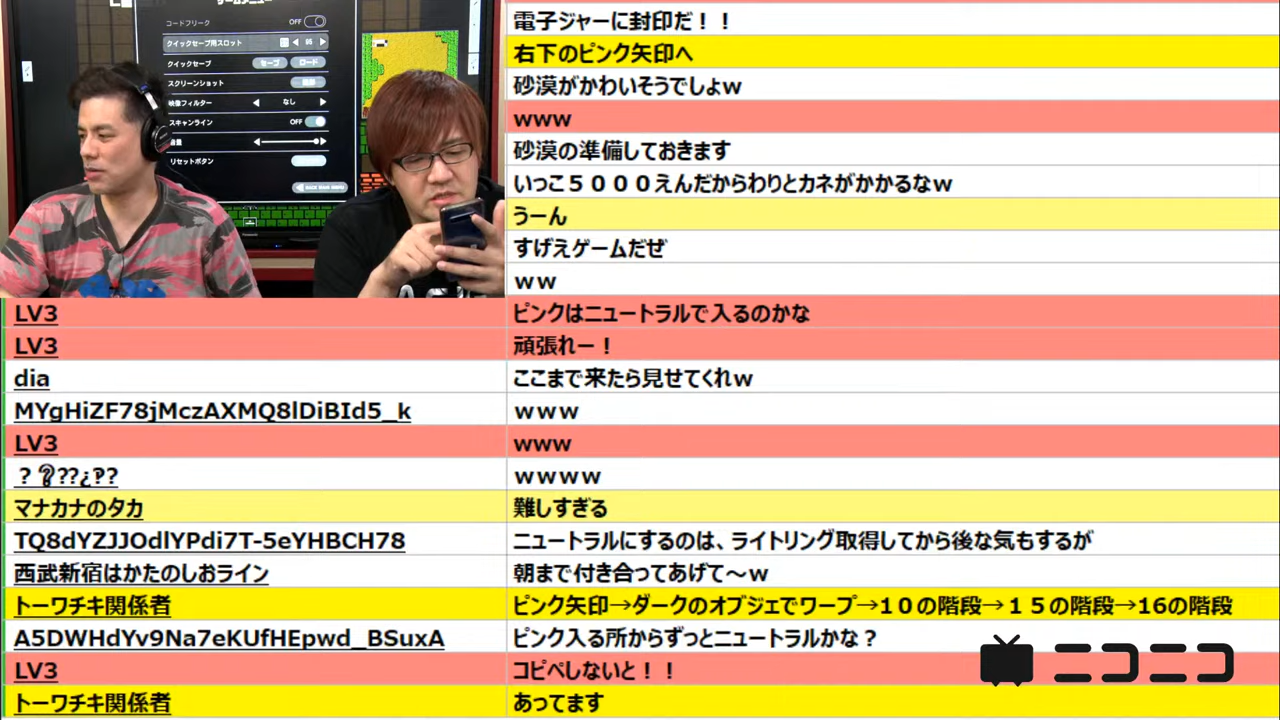 ゲームメニュー
コードフリーク OFF
クイックセーブ用スロット 05
クイックセーブ セーブ ロード
スクリーンショット
映像フィルター なし
スキャンライン OFF
音量
リセットボタン
BACK MAIN MENU
電子ジャーに封印だ！！
右下のピンク矢印へ
砂漠がかわいそうでしょw
www
砂漠の準備しておきます
いっこ５０００えんだからわりとカネがかかるなｗ
うーん
すげえゲームだぜ
ｗｗ
LV3 ピンクはニュートラルで入るのかな
LV3 頑張れー！
dia ここまで来たら見せてくれｗ
MYgHiZF78jMczAXMQ8lDiBId5_k ｗｗｗ
LV3 www
ｗｗｗｗ
マナカナのタカ 難しすぎる
TQ8dYZJJOdlYPdi7T-5eYHBCH78 ニュートラルにするのは、ライトリング取得してから後な気もするが
西武新宿はかたのしおライン 朝まで付き合ってあげて～ｗ
トーワチキ関係者 ピンク矢印→ダークのオブジェでワープ→１０の階段→１５の階段→16の階段
A5DWHdYv9Na7eKUfHEpwd_BSuxA ピンク入る所からずっとニュートラルかな？
LV3 コピペしないと！！
ニコニコ
トーワチキ関係者 あってます